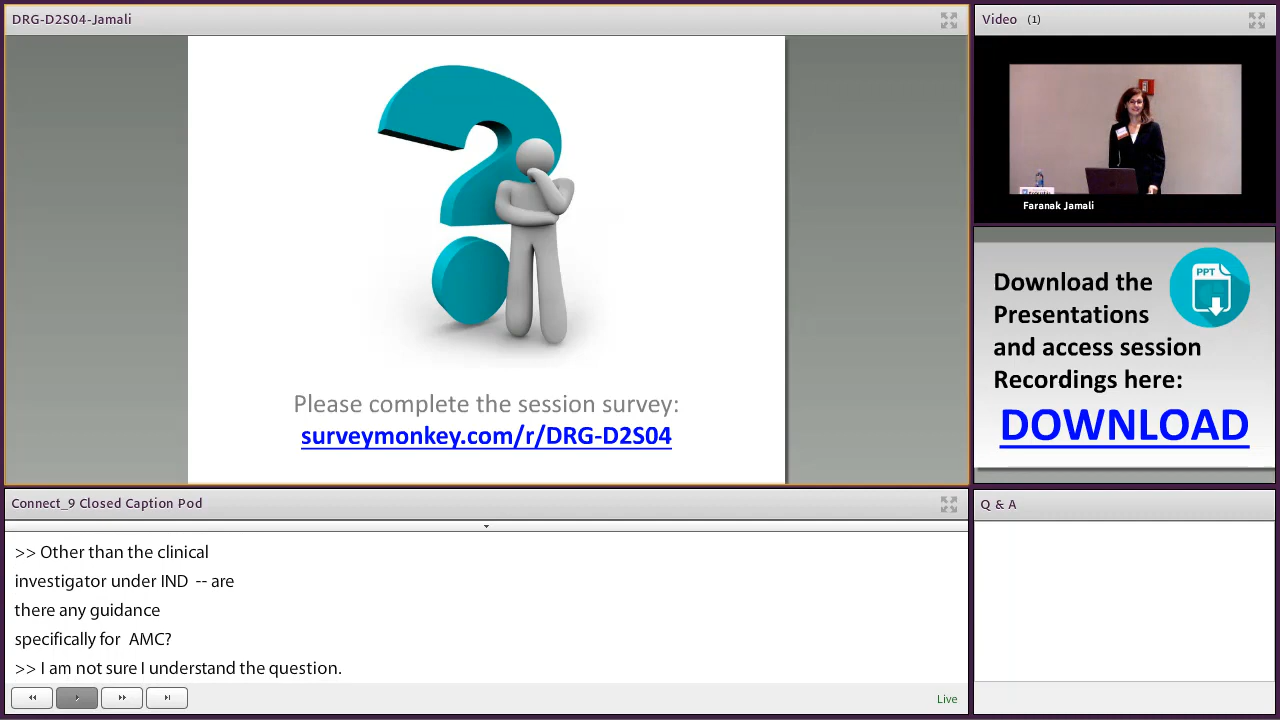 DRG-D2S04-Jamali
Please complete the session survey:
surveymonkey.com/r/DRG-D2S04
Video (1)
Faranak Jamali
PPT
Download the
Presentations
and access session
Recordings here:
DOWNLOAD
Connect_9 Closed Caption Pod
>> Other than the clinical
investigator under IND -- are
there any guidance
specifically for AMC?
>> I am not sure I understand the question.
Live
Q & A